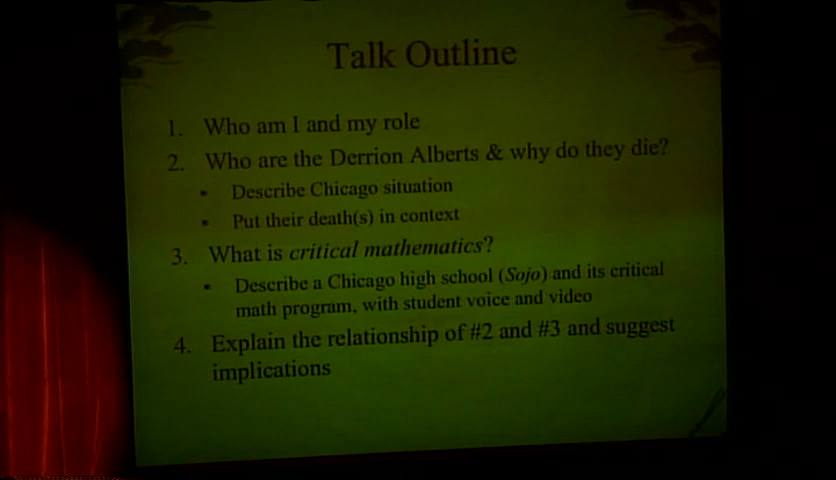 Talk Outline
1. Who am I and my role
2. Who are the Derrion Alberts & why do they die?
• Describe Chicago situation
• Put their death(s) in context
3. What is critical mathematics?
• Describe a Chicago high school (Sojo) and its critical
math program, with student voice and video
4. Explain the relationship of #2 and #3 and suggest
implications